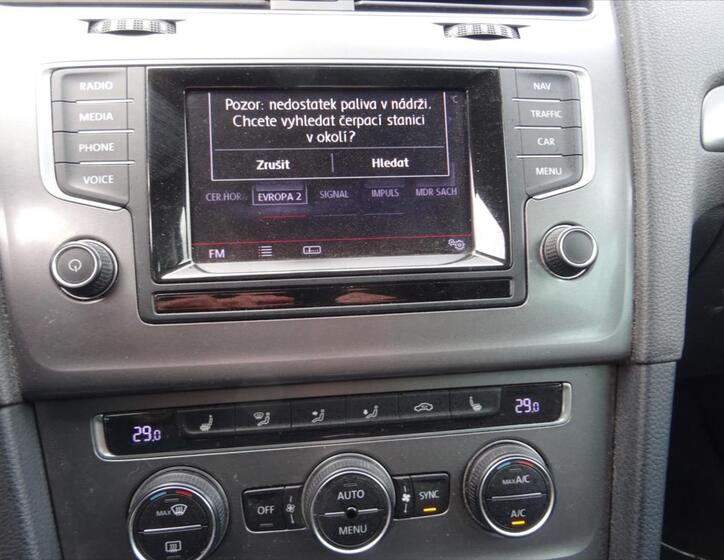 RADIO
MEDIA
PHONE
VOICE
Pozor: nedostatek paliva v nádrži.
Chcete vyhledat čerpací stanici
v okolí?
Zrušit Hledat
°C
CER.HOR. EVROPA 2 SIGNAL IMPULS MDR SACH
FM
NAV
TRAFFIC
CAR
MENU
29.0 29.0
MAX
OFF
AUTO
MENU
SYNC
MAX A/C
A/C